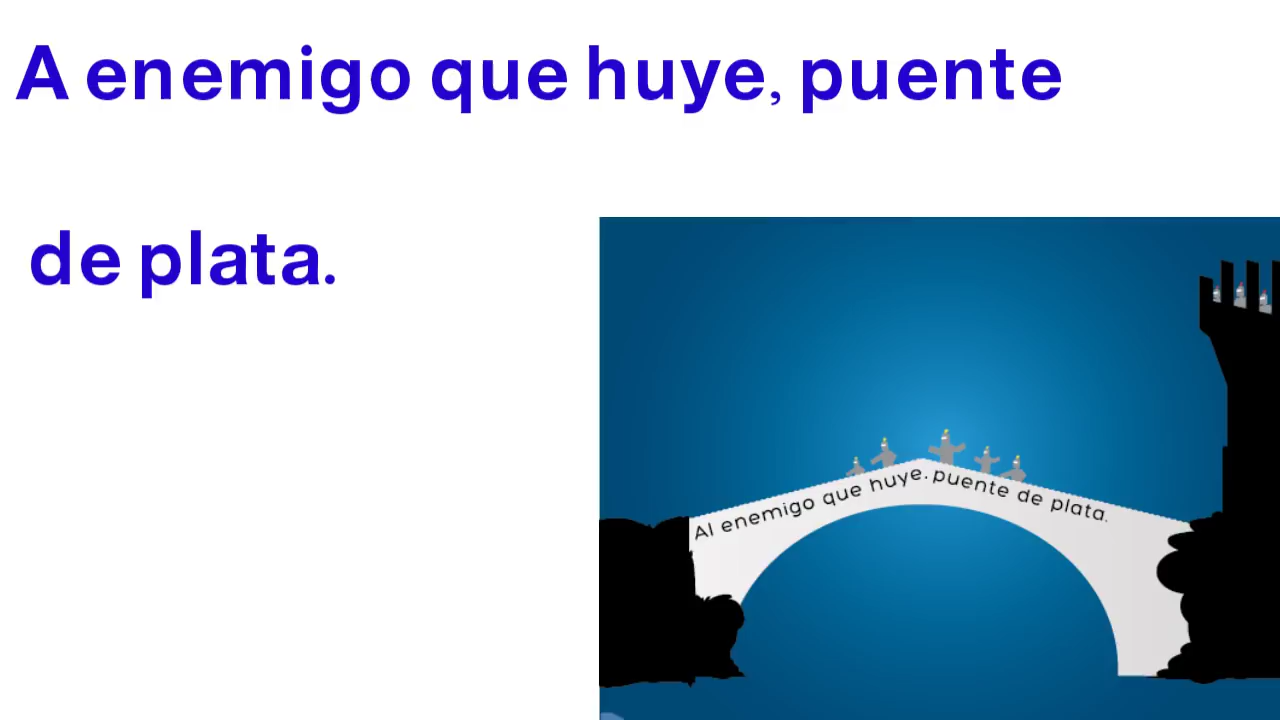 A enemigo que huye, puente
de plata.
Al enemigo que huye. puente de plata.